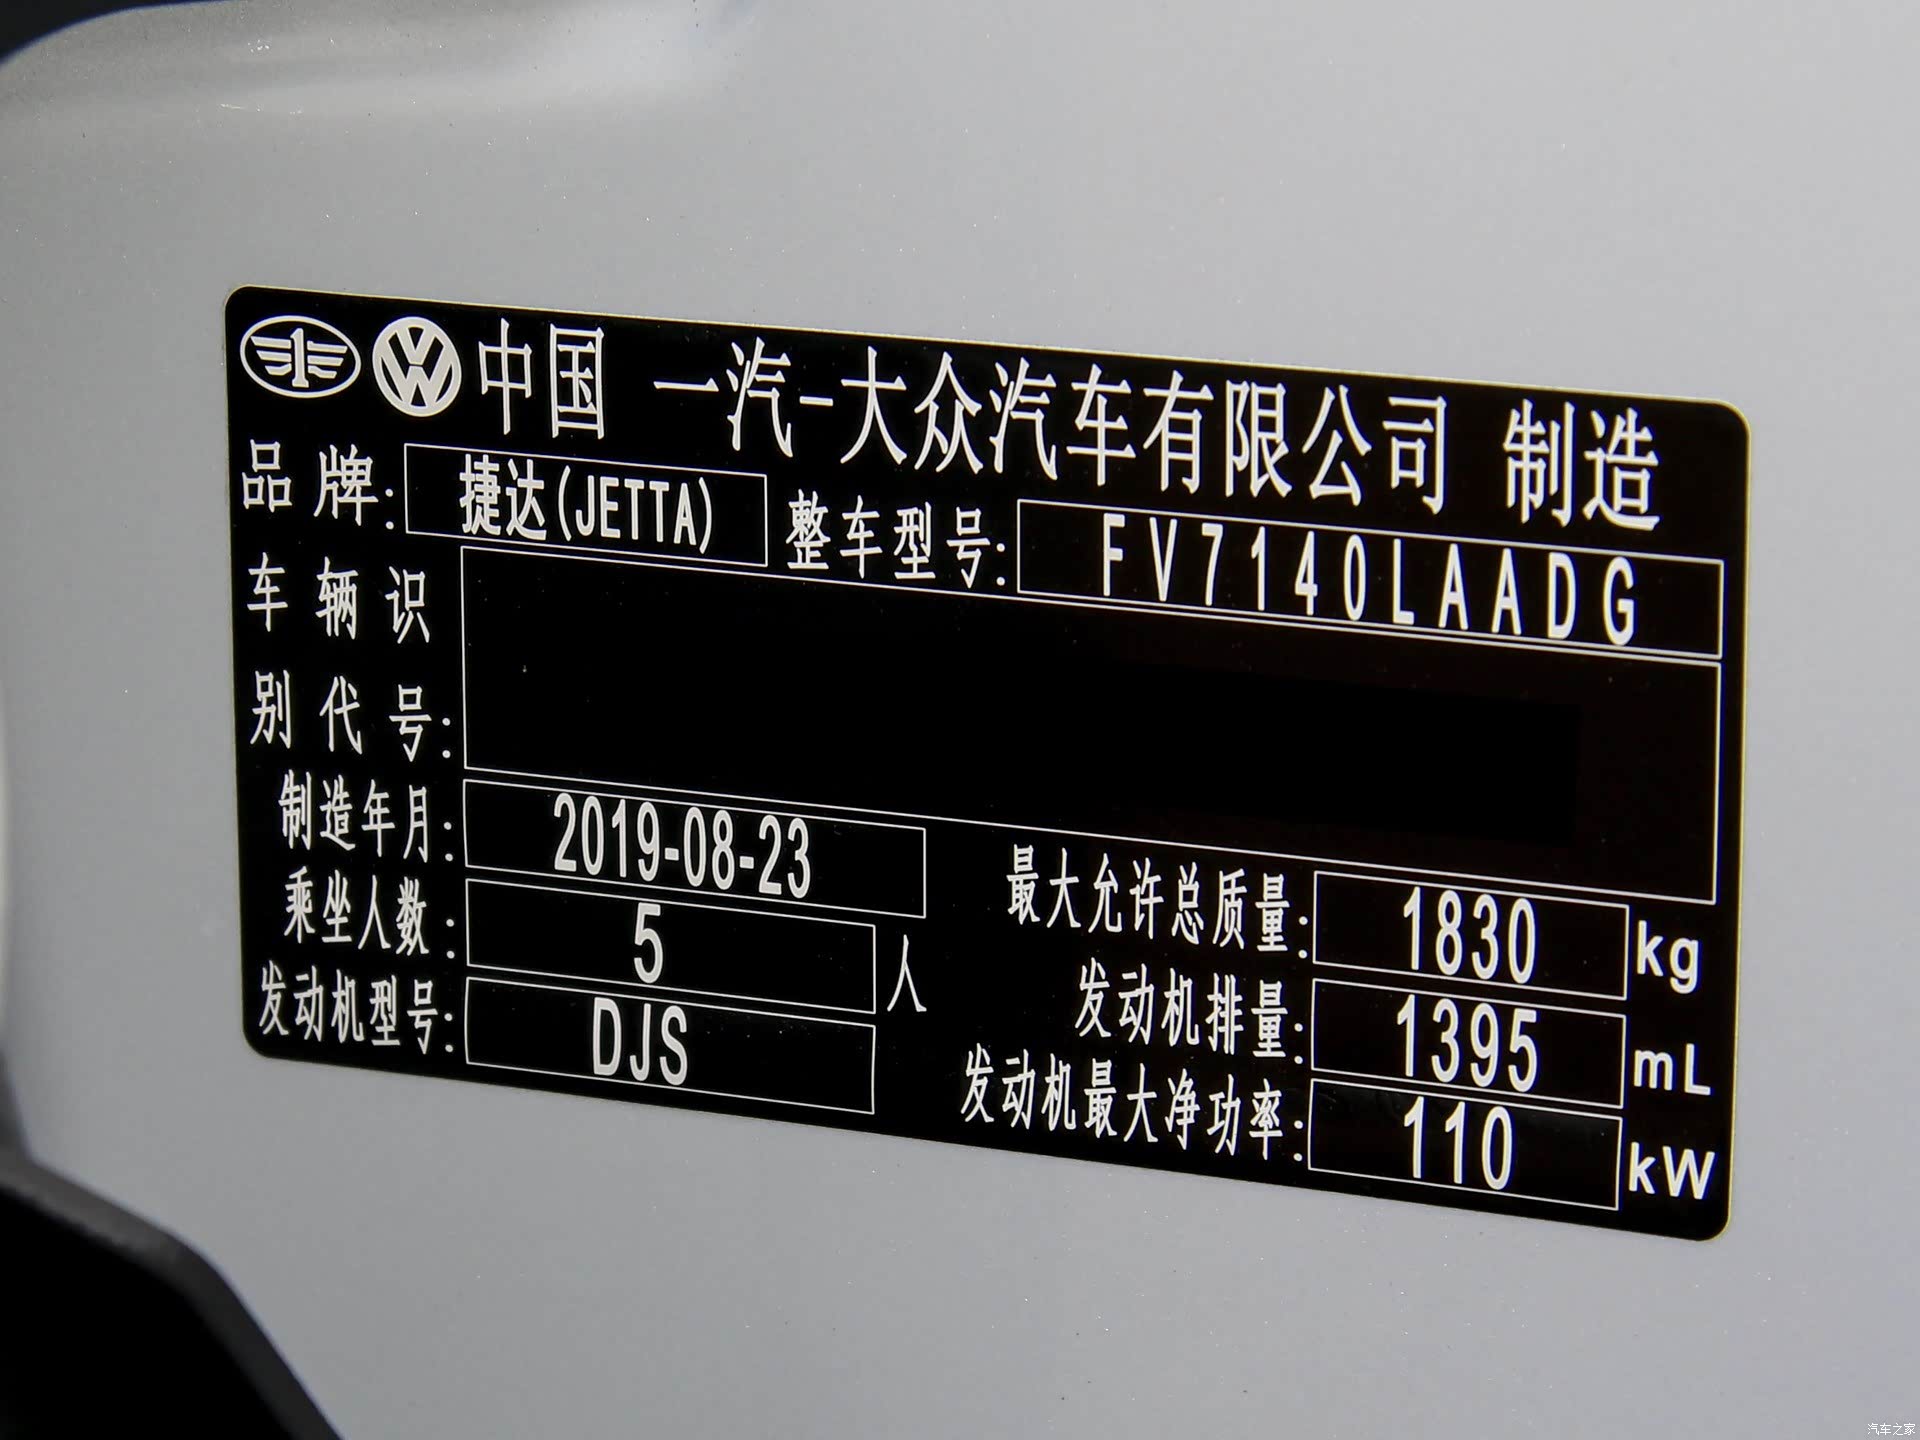 中国 一汽-大众汽车有限公司 制造
品牌: 捷达(JETTA) 整车型号: FV7140LAADG
车辆识
别代号:
制造年月: 2019-08-23
最大允许总质量: 1830 kg
乘坐人数: 5 人
发动机排量: 1395 mL
发动机型号: DJS
发动机最大净功率: 110 kW
汽车之家